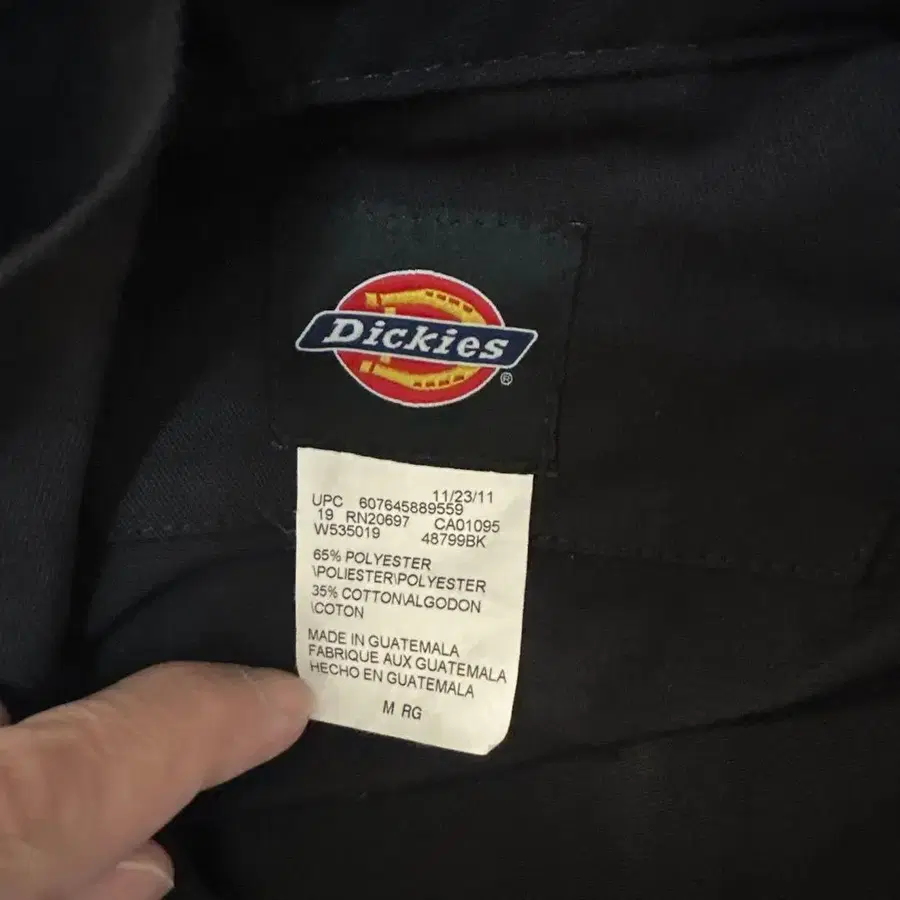 Dickies
®
11/23/11
UPC 607645889559
19 RN20697 CA01095
W535019 48799BK
65% POLYESTER
\POLIESTER\POLYESTER
35% COTTON\ALGODON
\COTON
MADE IN GUATEMALA
FABRIQUE AUX GUATEMALA
HECHO EN GUATEMALA
M RG